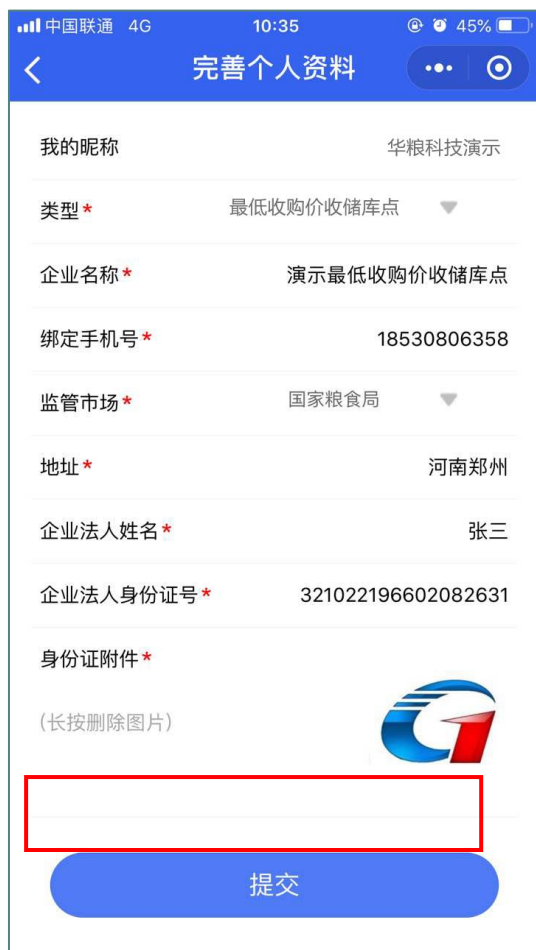 中国联通 4G 10:35 45%
完善个人资料
我的昵称 华粮科技演示
类型* 最低收购价收储库点
企业名称* 演示最低收购价收储库点
绑定手机号* 18530806358
监管市场* 国家粮食局
地址* 河南郑州
企业法人姓名* 张三
企业法人身份证号* 321022196602082631
身份证附件*
(长按删除图片)
提交